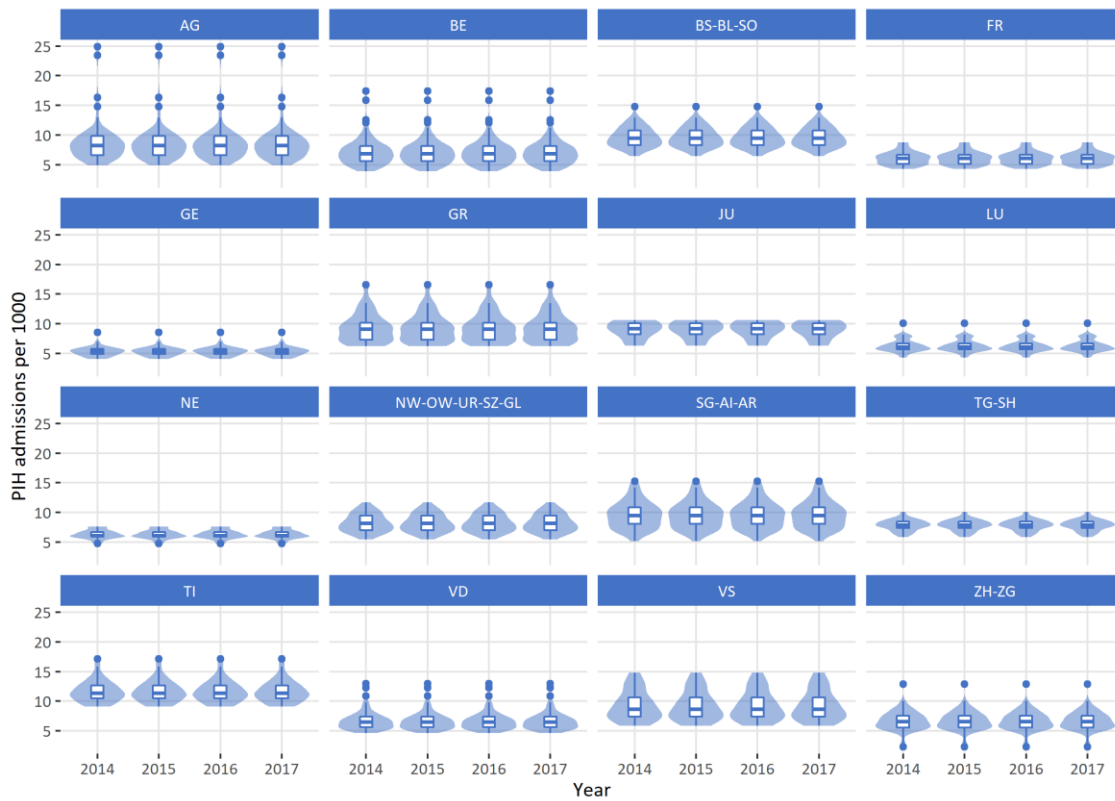 AG BE BS-BL-SO FR
25
20
15
10
5
GE GR JU LU
25
20
15
10
5
NE NW-OW-UR-SZ-GL SG-AI-AR TG-SH
25
20
15
10
5
TI VD VS ZH-ZG
25
20
15
10
5
2014 2015 2016 2017 2014 2015 2016 2017 2014 2015 2016 2017 2014 2015 2016 2017
Year
PIH admissions per 1000